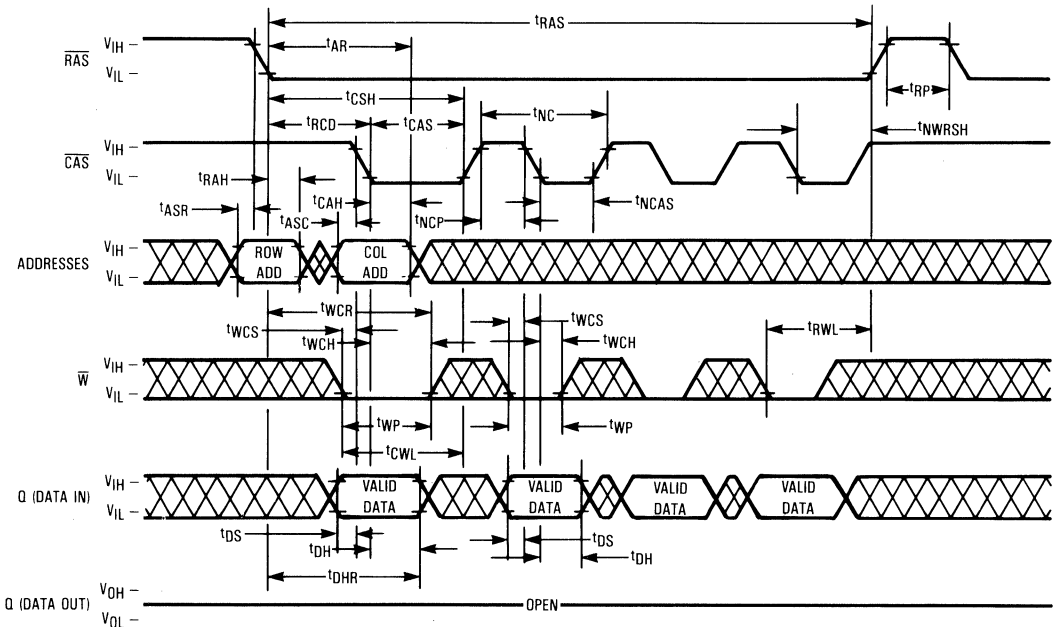 tRAS
VIH
tAR
RAS
VIL
tRP
tCSH
tNC
tRCD
tCAS
tNWRSH
VIH
CAS
VIL
tRAH
tCAH
tNCAS
tASR
tASC
tNCP
VIH
ADDRESSES
ROW ADD
COL ADD
VIL
tWCR
tWCS
tRWL
tWCS
tWCH
tWCH
VIH
W
VIL
tWP
tWP
tCWL
VIH
Q (DATA IN)
VALID DATA
VALID DATA
VALID DATA
VALID DATA
VIL
tDS
tDS
tDH
tDH
tDHR
VOH
Q (DATA OUT)
OPEN
VOL